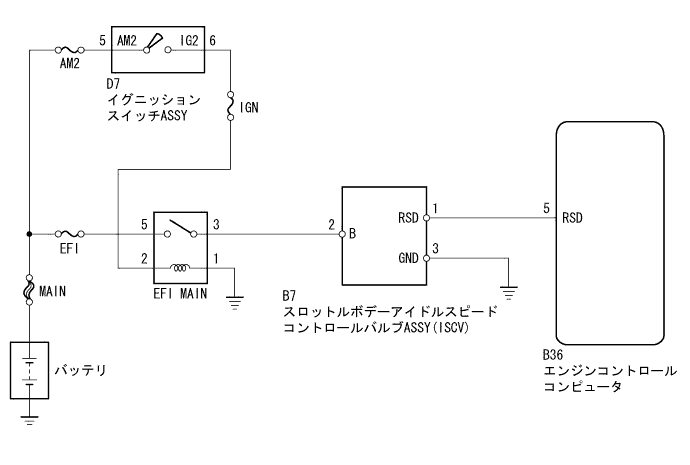 5 AM2 IG2 6
AM2
D7
イグニッション
スイッチASSY
IGN
5 3
EFI
2 1
EFI MAIN
MAIN
バッテリ
2 B
RSD 1
GND 3
B7
スロットルボデーアイドルスピード
コントロールバルブASSY(ISCV)
5 RSD
B36
エンジンコントロール
コンピュータ